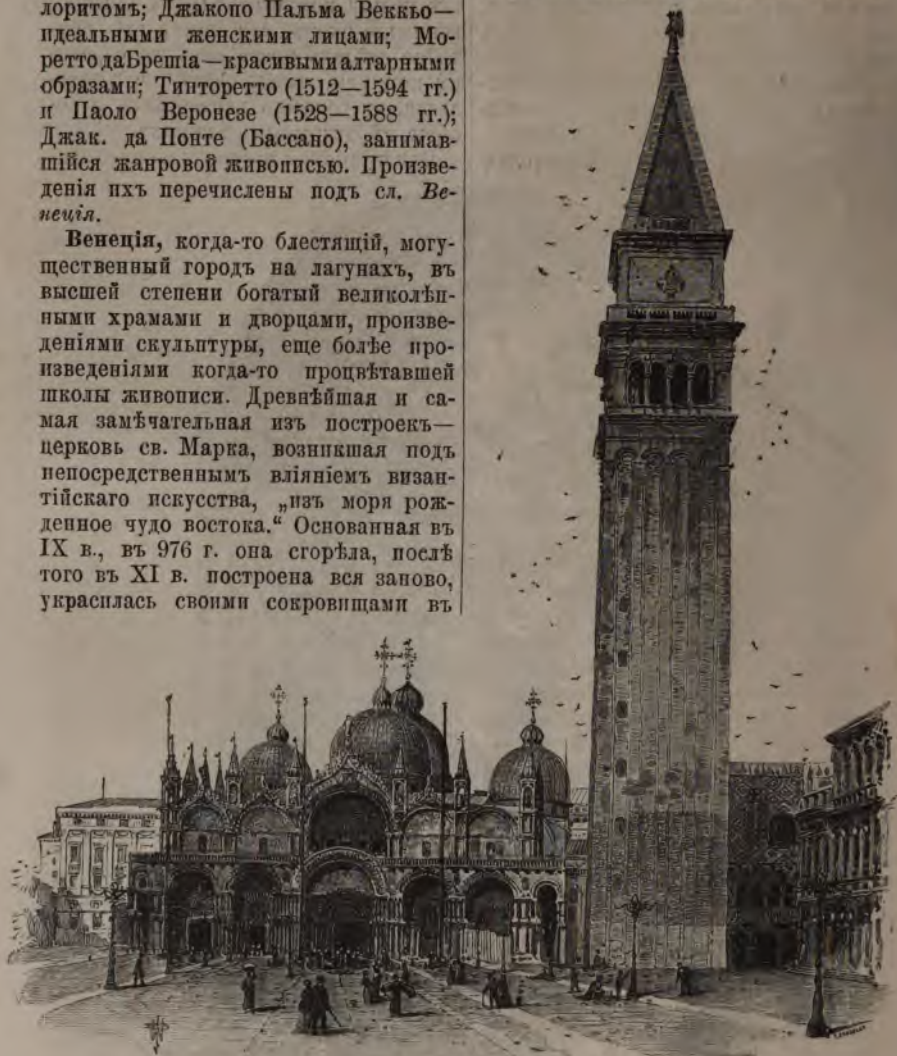 лоритомъ; Джакопо Пальма Веккьо—
идеальными женскими лицами; Мо-
ретто да Брешіа—красивыми алтарными
образами; Тинторетто (1512—1594 гг.)
и Паоло Веронезе (1528—1588 гг.);
Джак. да Понте (Бассано), занимав-
шійся жанровой живописью. Произве-
денія ихъ перечислены подъ сл. Ве-
неція.
Венеція, когда-то блестящій, могу-
щественный городъ на лагунахъ, въ
высшей степени богатый великолѣп-
ными храмами и дворцами, произве-
деніями скульптуры, еще болѣе про-
изведеніями когда-то процвѣтавшей
школы живописи. Древнѣйшая и са-
мая замѣчательная изъ построекъ—
церковь св. Марка, возникшая подъ
непосредственнымъ вліяніемъ визан-
тійскаго искусства, „изъ моря рож-
денное чудо востока.“ Основанная въ
IX в., въ 976 г. она сгорѣла, послѣ
того въ XI в. построена вся заново,
украсилась своими сокровищами въ